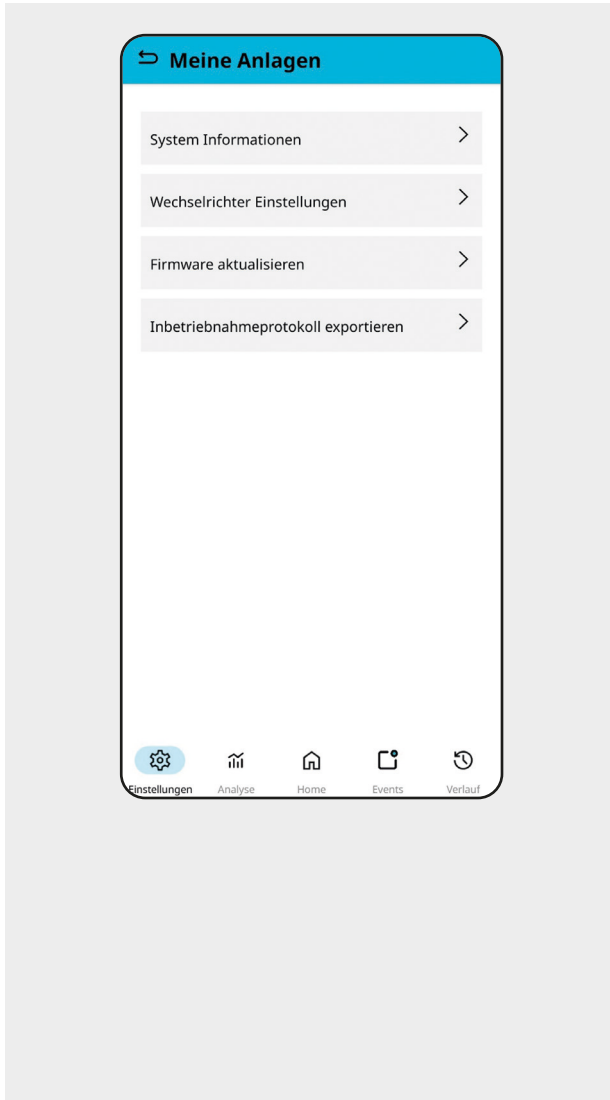 Meine Anlagen
System Informationen
Wechselrichter Einstellungen
Firmware aktualisieren
Inbetriebnahmeprotokoll exportieren
Einstellungen Analyse Home Events Verlauf